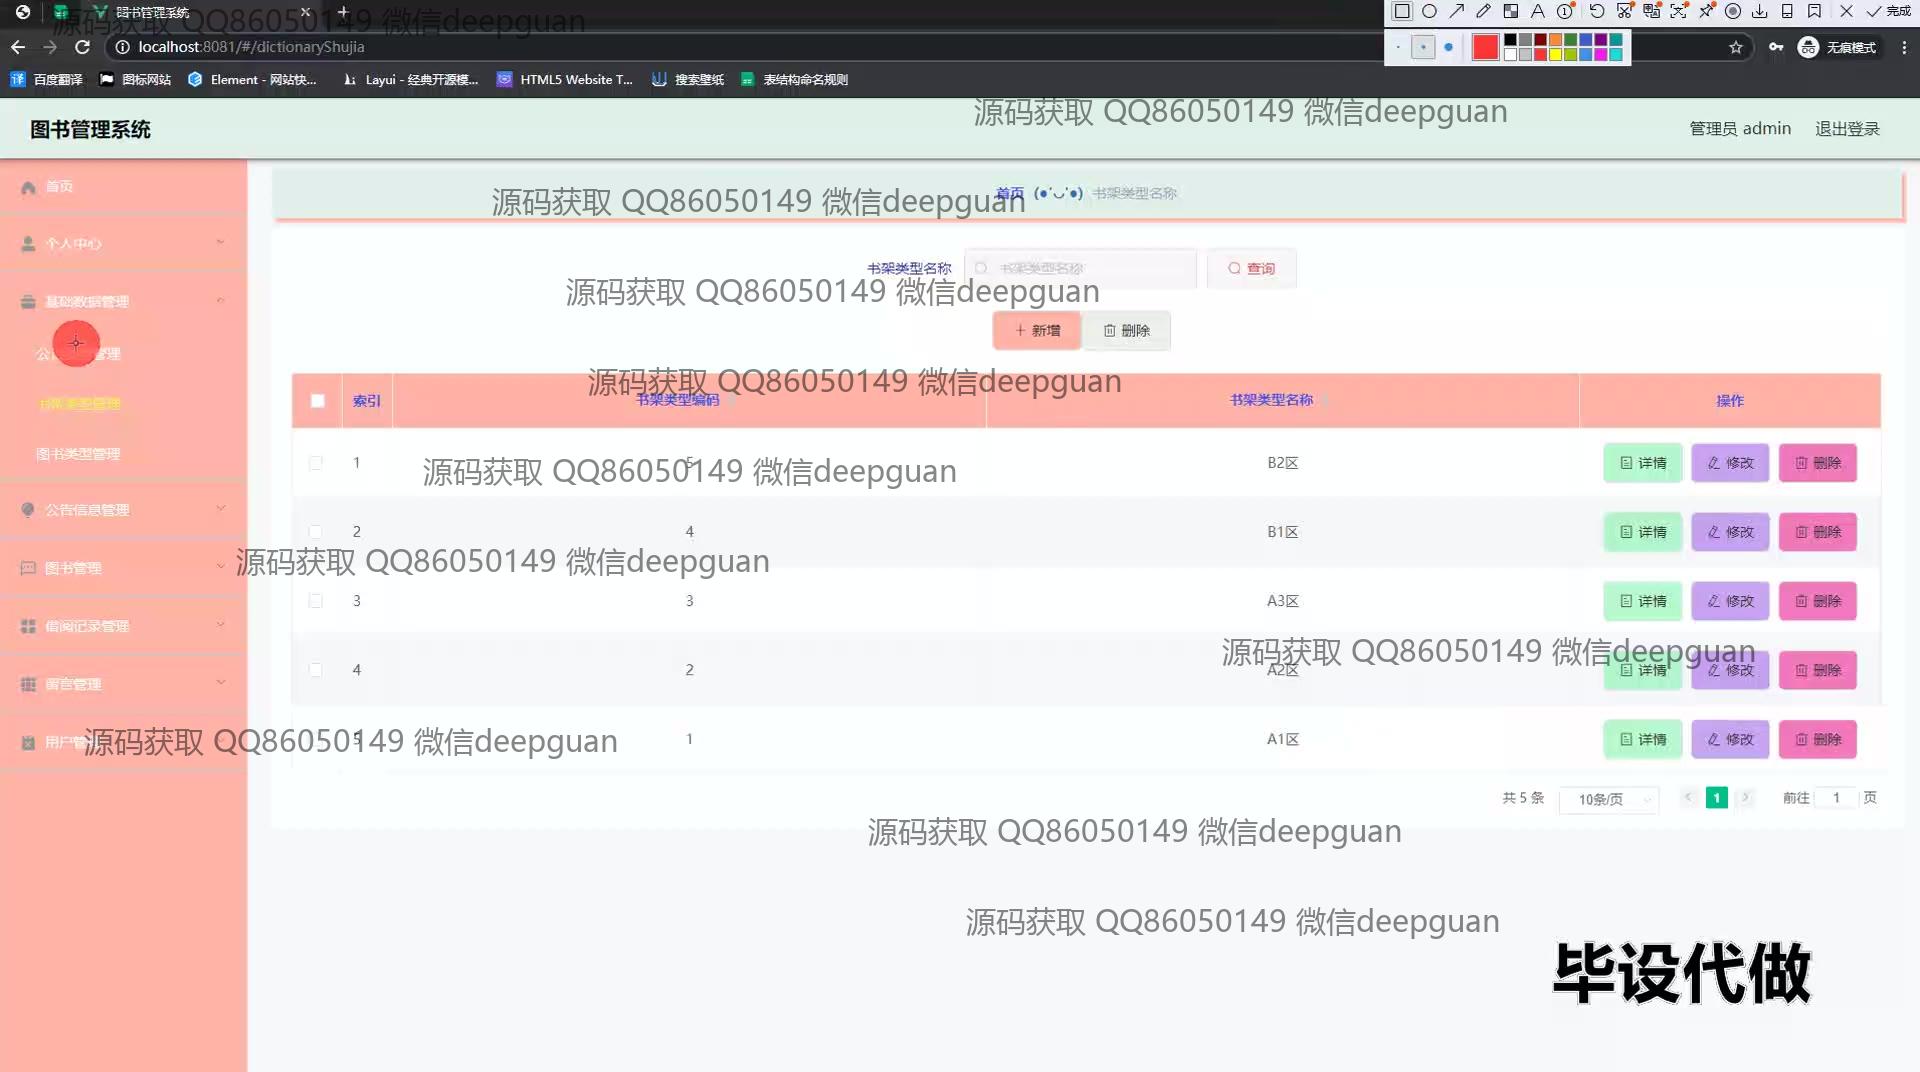 图书管理系统
源码获取 QQ86050149 微信deepguan
完成
localhost:8081/#/dictionaryShujia
无痕模式
百度翻译
图标网站
Element - 网站快...
Layui - 经典开源模...
HTML5 Website T...
搜索壁纸
表结构命名规则
源码获取 QQ86050149 微信deepguan
图书管理系统
管理员 admin
退出登录
首页
首页 (●'◡'●) 书架类型名称
源码获取 QQ86050149 微信deepguan
个人中心
书架类型名称
书架类型名称
查询
源码获取 QQ86050149 微信deepguan
基础数据管理
新增
删除
管理
书架类型管理
图书类型管理
源码获取 QQ86050149 微信deepguan
索引
书架类型编码
书架类型名称
操作
1
5
B2区
详情
修改
删除
源码获取 QQ86050149 微信deepguan
公告信息管理
2
4
B1区
详情
修改
删除
图书管理
源码获取 QQ86050149 微信deepguan
3
3
A3区
详情
修改
删除
借阅记录管理
源码获取 QQ86050149 微信deepguan
4
2
A2区
详情
修改
删除
留言管理
用户管理
源码获取 QQ86050149 微信deepguan
5
1
A1区
详情
修改
删除
共 5 条
10条/页
1
前往
1
页
源码获取 QQ86050149 微信deepguan
源码获取 QQ86050149 微信deepguan
毕设代做